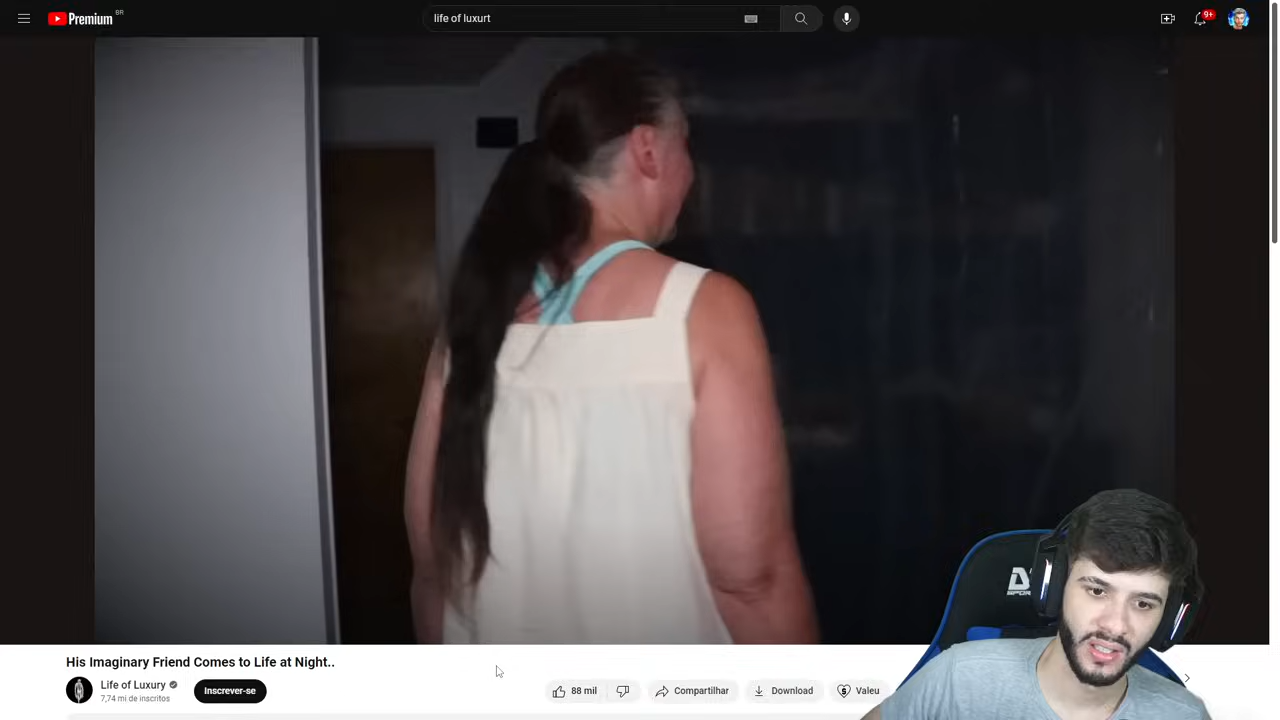 Premium BR
life of luxurt
9+
His Imaginary Friend Comes to Life at Night..
Life of Luxury
7,74 mi de inscritos
Inscrever-se
88 mil
Compartilhar
Download
Valeu